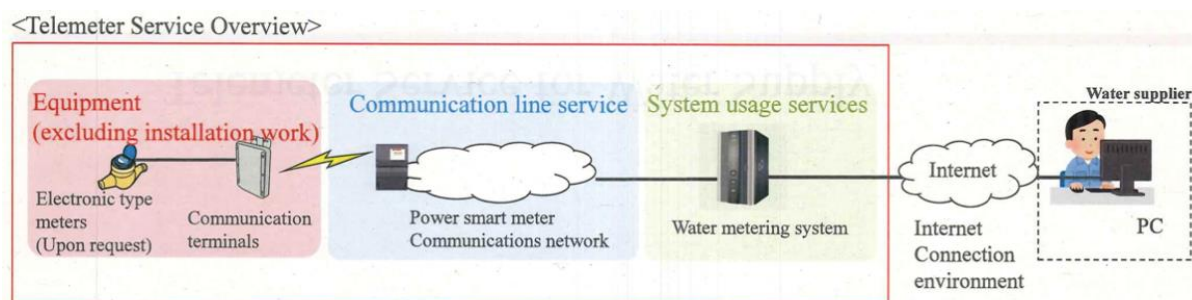 <Telemeter Service Overview>
Equipment
(excluding installation work)
Electronic type
meters
(Upon request)
Communication
terminals
Communication line service
Power smart meter
Communications network
System usage services
Water metering system
Internet
Internet
Connection
environment
Water supplier
PC